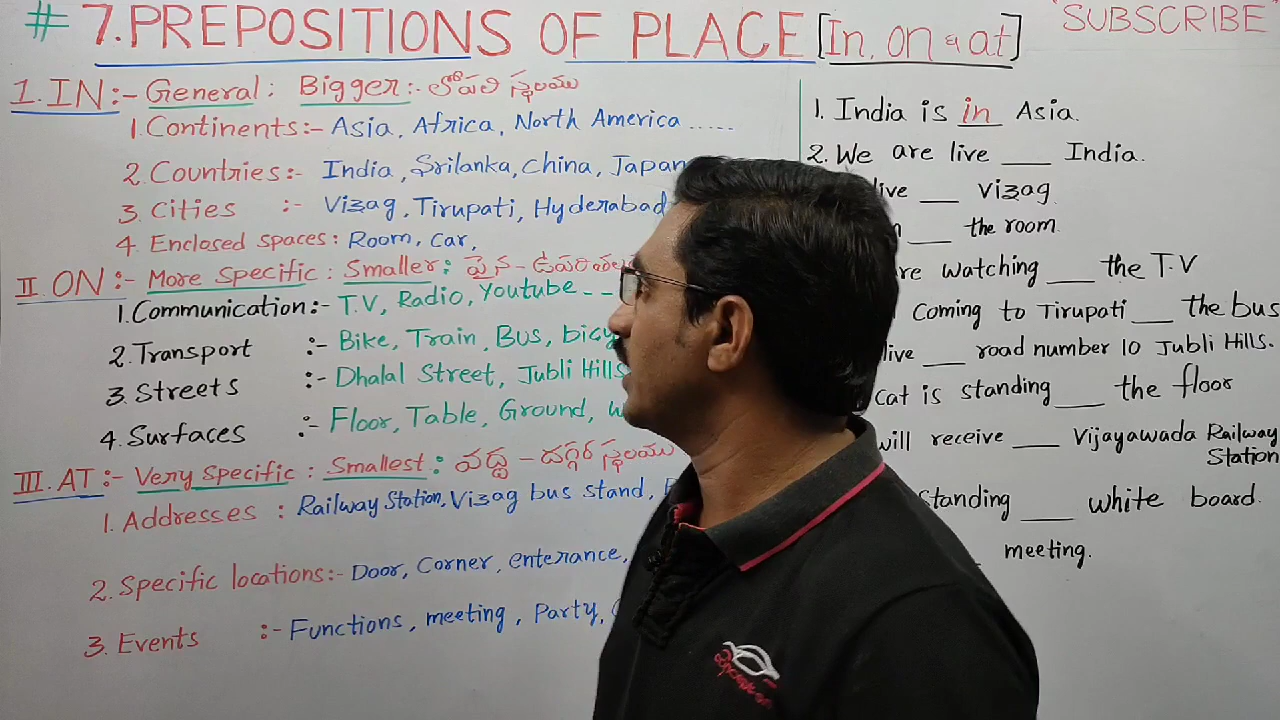 # 7. PREPOSITIONS OF PLACE [In, on & at]
"SUBSCRIBE"
1. IN :- General : Bigger :- లోపలి స్థలము
1. Continents :- Asia, Africa, North America .....
2. Countries :- India, Srilanka, China, Japan
3. Cities :- Vizag, Tirupati, Hyderabad
4. Enclosed spaces : Room, car,
II. ON :- More Specific : Smaller : పైన -
1. Communication :- T.V, Radio, Youtube - -
2. Transport :- Bike, Train, Bus,
3. Streets :- Dhalal Street, Jubli Hills
4. Surfaces :- Floor, Table, Ground,
III. AT :- Very Specific : Smallest : వద్ద - దగ్గర స్థలము
1. Addresses : Railway Station, Vizag bus stand,
2. Specific locations :- Door, Corner, enterance,
3. Events :- Functions, meeting, Party,
1. India is in Asia.
2. We are live ___ India.
live ___ Vizag
___ the room.
watching ___ the T.V
Coming to Tirupati ___ the bus
live ___ road number 10 Jubli Hills.
cat is standing ___ the floor
will receive ___ Vijayawada Railway
Station
Standing ___ white board.
meeting.